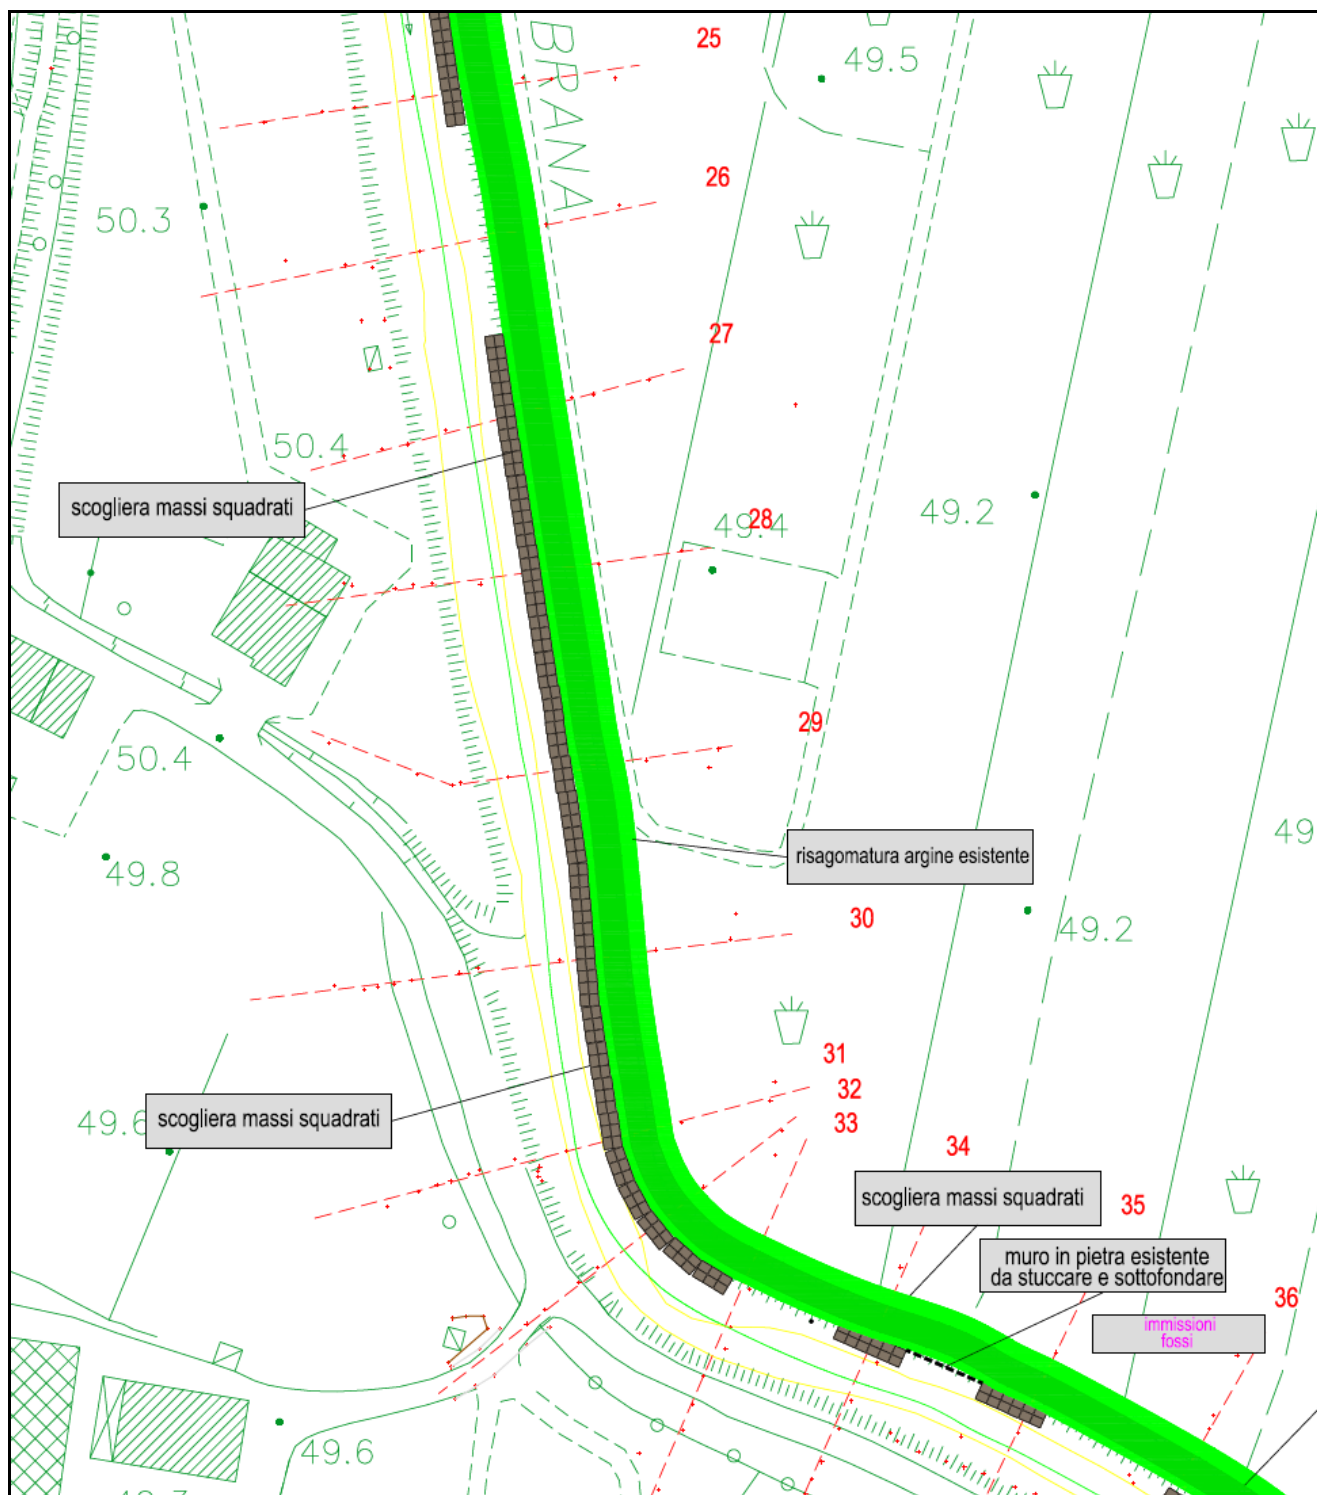 25
BRANA
49.5
26
50.3
27
50.4
scogliera massi squadrati
28
49.4
49.2
29
50.4
risagomatura argine esistente
49
49.8
30
49.2
31
32
33
scogliera massi squadrati
49.6
34
scogliera massi squadrati
35
muro in pietra esistente
da stuccare e sottofondare
36
immissioni
fossi
49.6